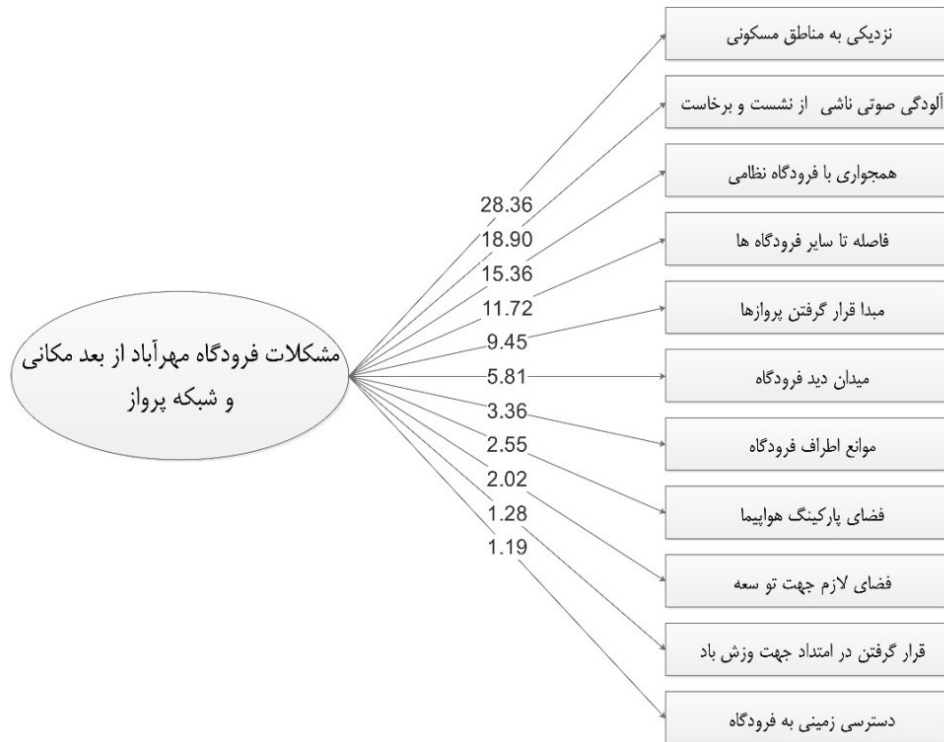 نزدیکی به مناطق مسکونی
آلودگی صوتی ناشی از نشست و برخاست
همجواری با فرودگاه نظامی
28.36
18.90
فاصله تا سایر فرودگاه ها
15.36
11.72
مبدا قرار گرفتن پروازها
9.45
مشکلات فرودگاه مهرآباد از بعد مکانی
و شبکه پرواز
5.81
میدان دید فرودگاه
3.36
موانع اطراف فرودگاه
2.55
2.02
فضای پارکینگ هواپیما
1.28
1.19
فضای لازم جهت تو سعه
قرار گرفتن در امتداد جهت وزش باد
دسترسی زمینی به فرودگاه